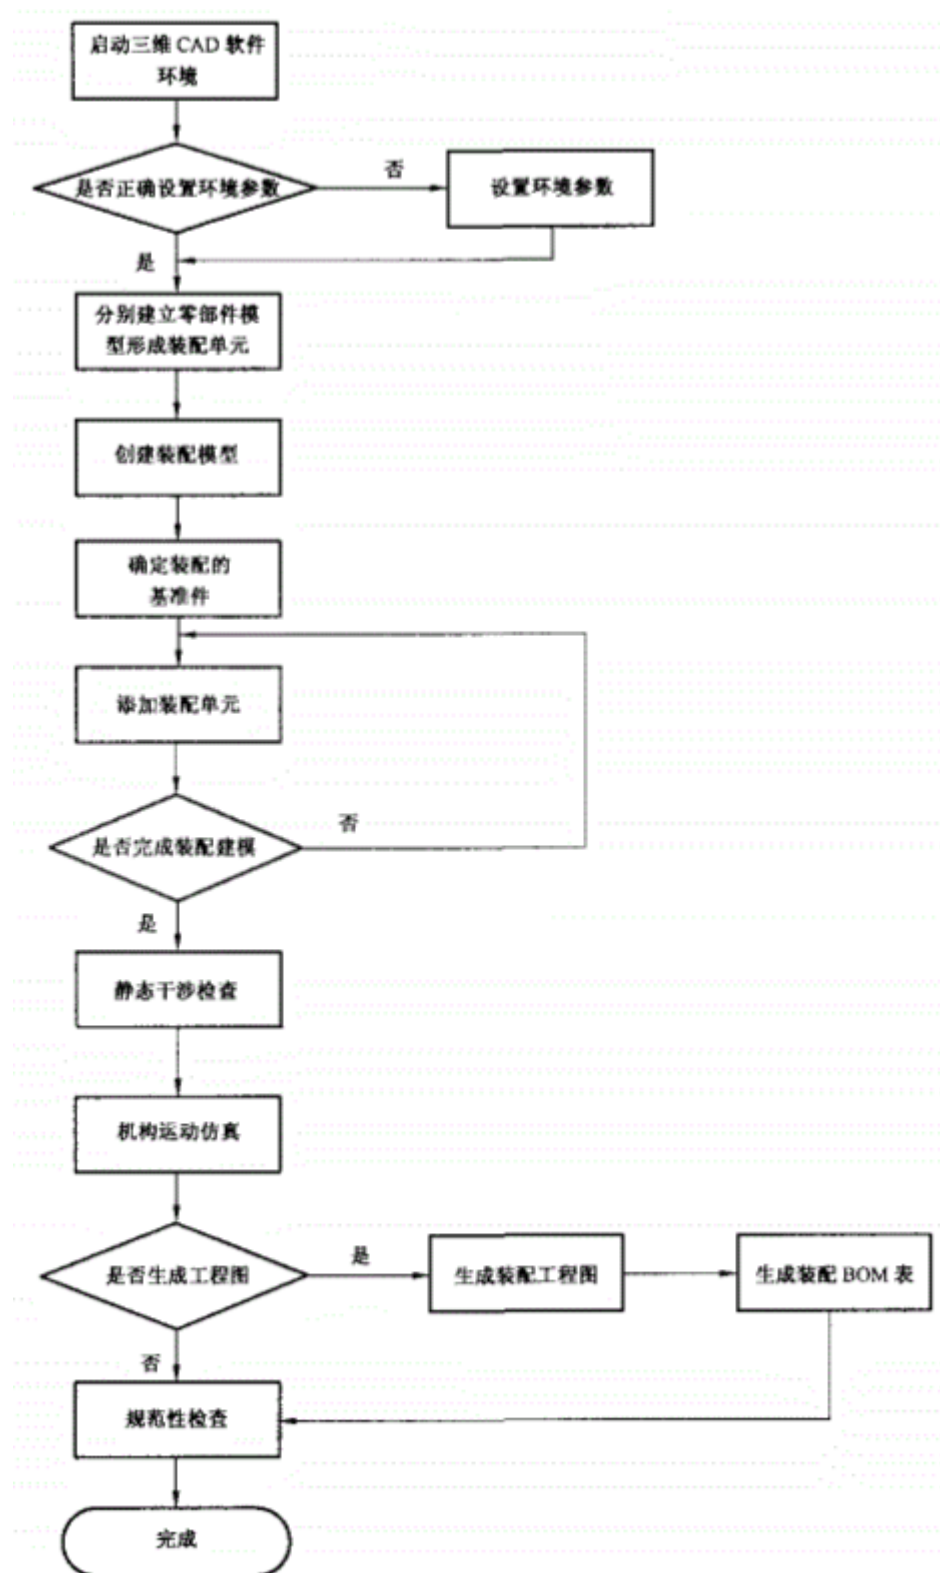 启动三维 CAD 软件
环境
是否正确设置环境参数
否
设置环境参数
是
分别建立零部件模
型形成装配单元
创建装配模型
确定装配的
基准件
添加装配单元
是否完成装配建模
否
是
静态干涉检查
机构运动仿真
是否生成工程图
是
生成装配工程图
生成装配 BOM 表
否
规范性检查
完成